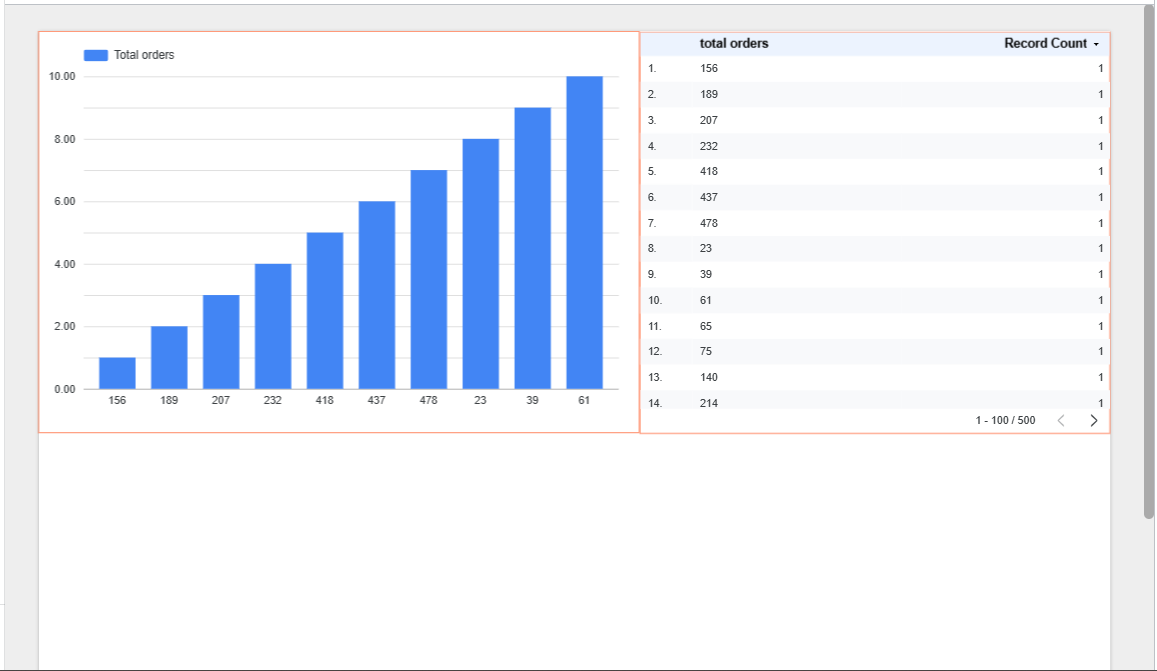 Total orders
10.00
8.00
6.00
4.00
2.00
0.00
156 189 207 232 418 437 478 23 39 61
total orders Record Count
1. 156 1
2. 189 1
3. 207 1
4. 232 1
5. 418 1
6. 437 1
7. 478 1
8. 23 1
9. 39 1
10. 61 1
11. 65 1
12. 75 1
13. 140 1
14. 214 1
1 - 100 / 500